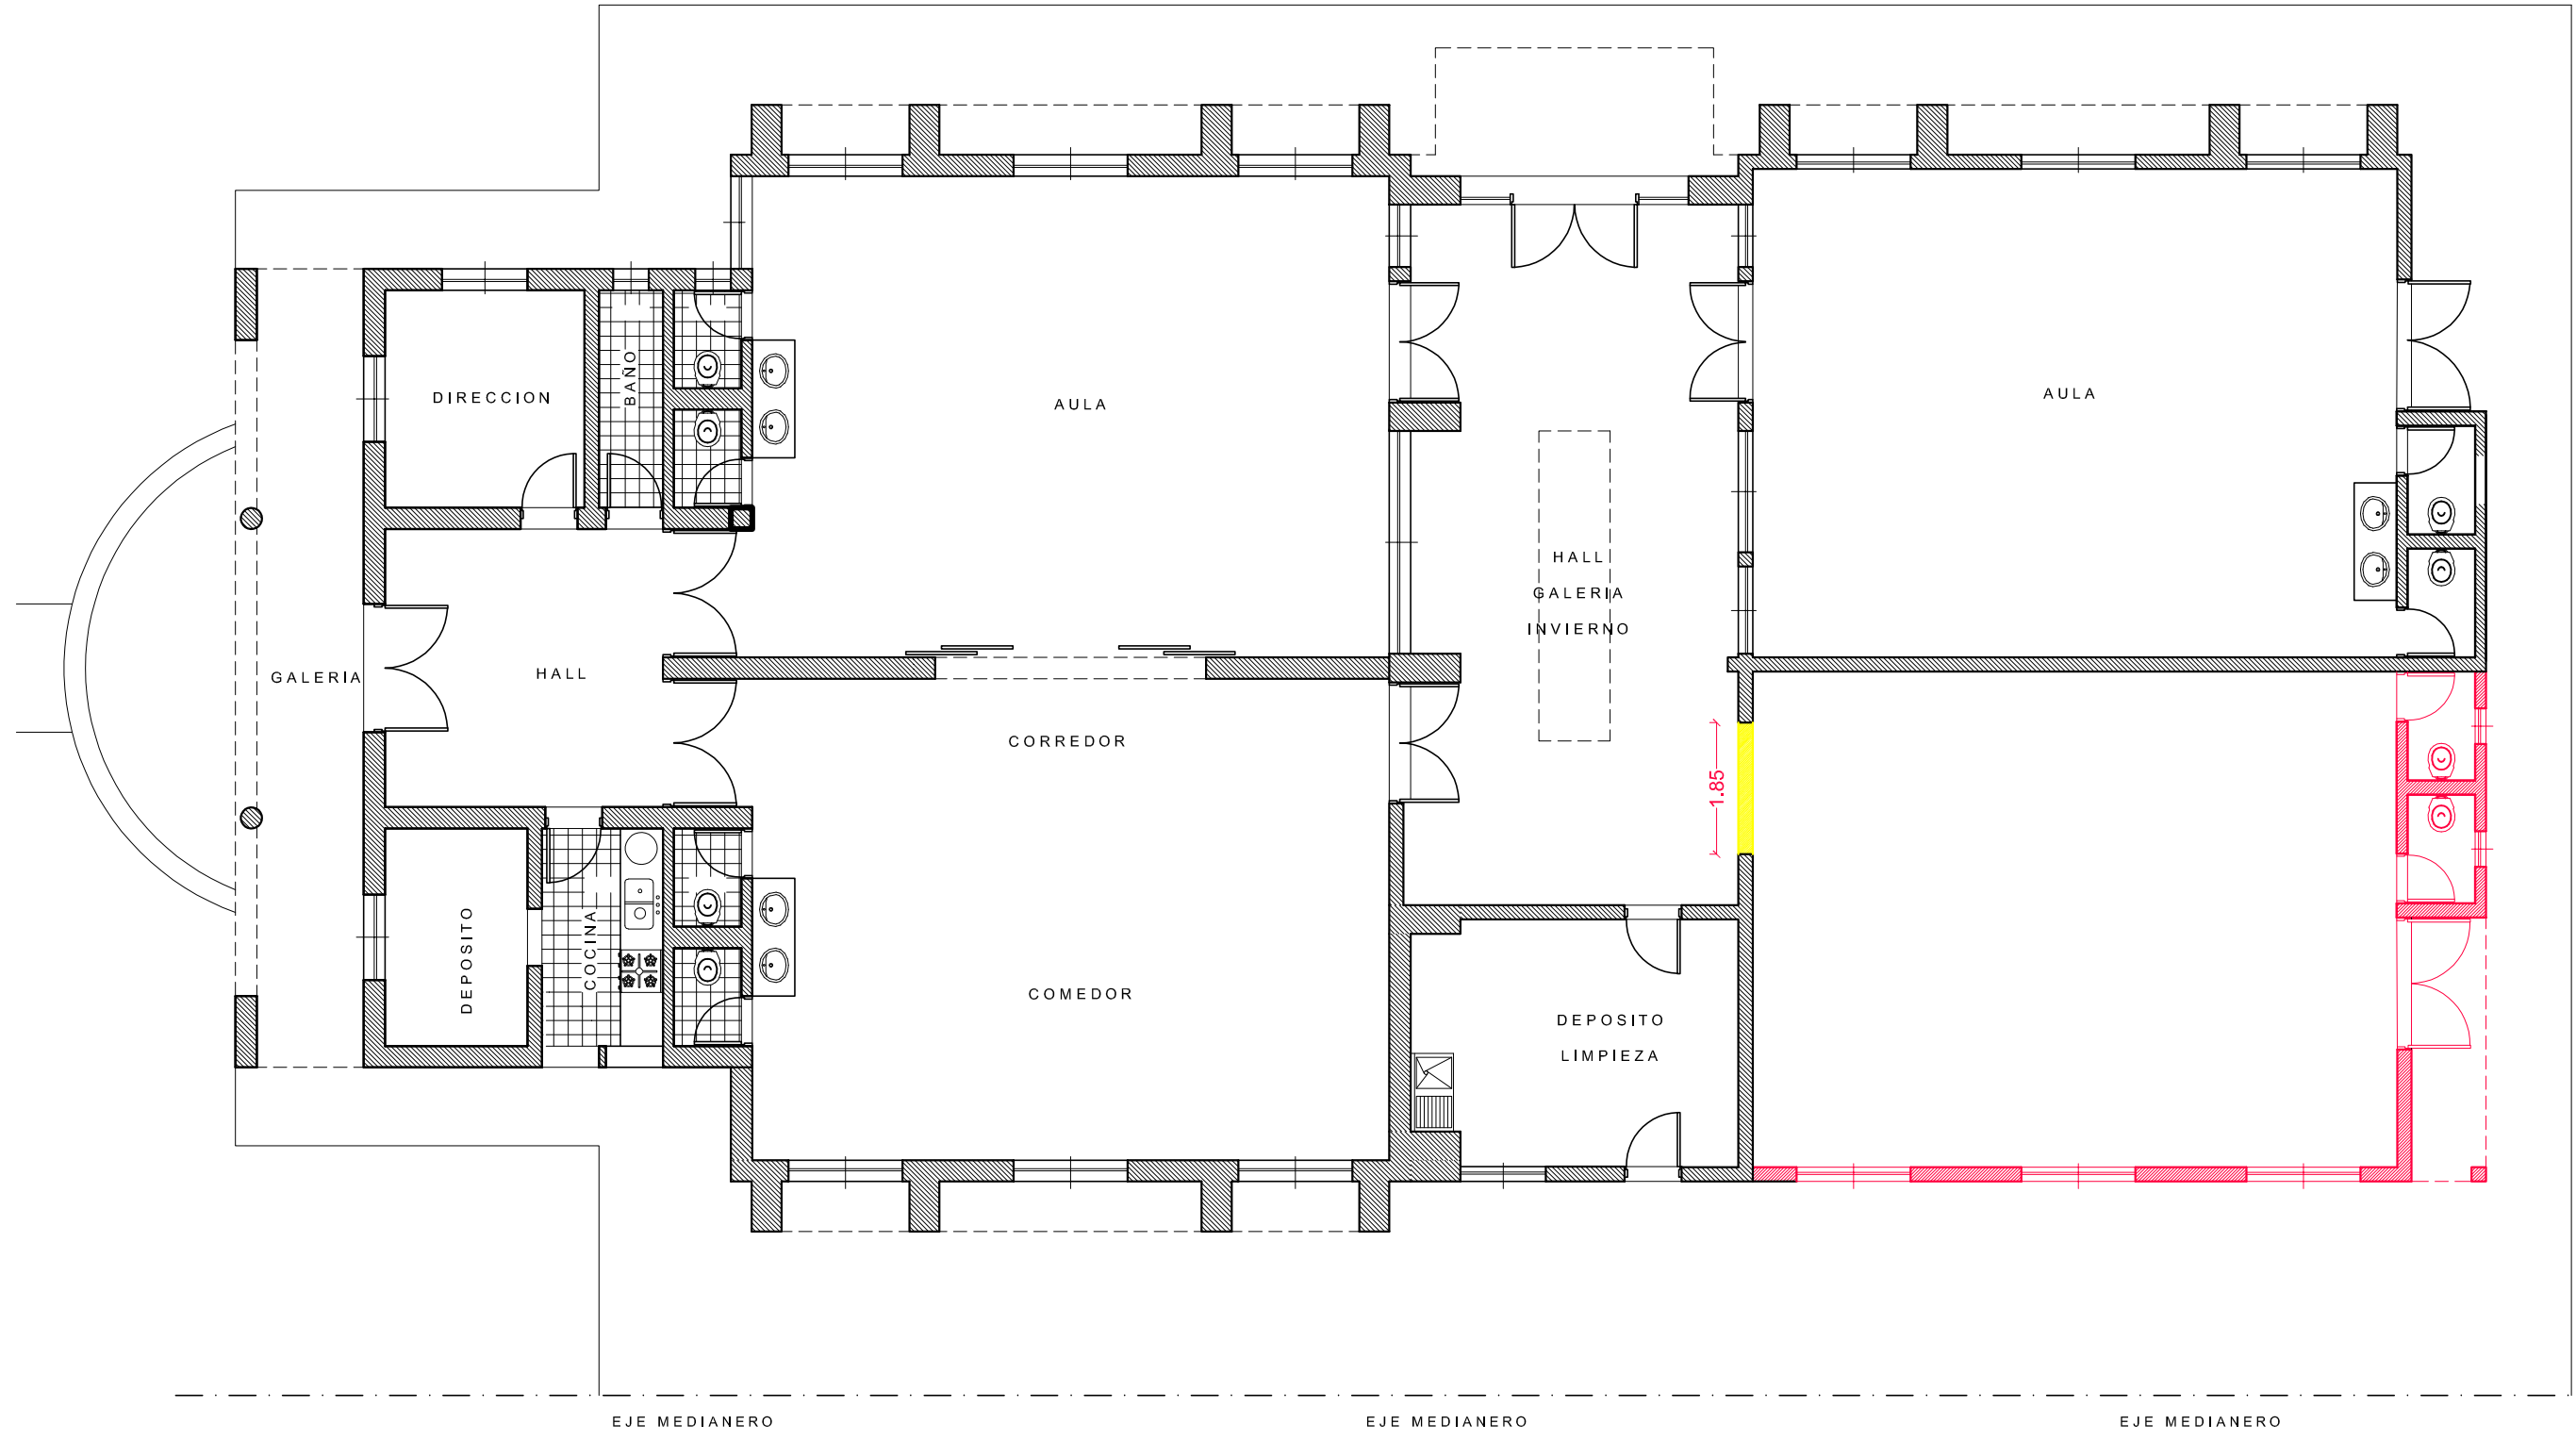 DIRECCION
BAÑO
AULA
AULA
HALL
GALERIA
INVIERNO
GALERIA
HALL
CORREDOR
1.85
DEPOSITO
COCINA
COMEDOR
DEPOSITO
LIMPIEZA
EJE MEDIANERO
EJE MEDIANERO
EJE MEDIANERO